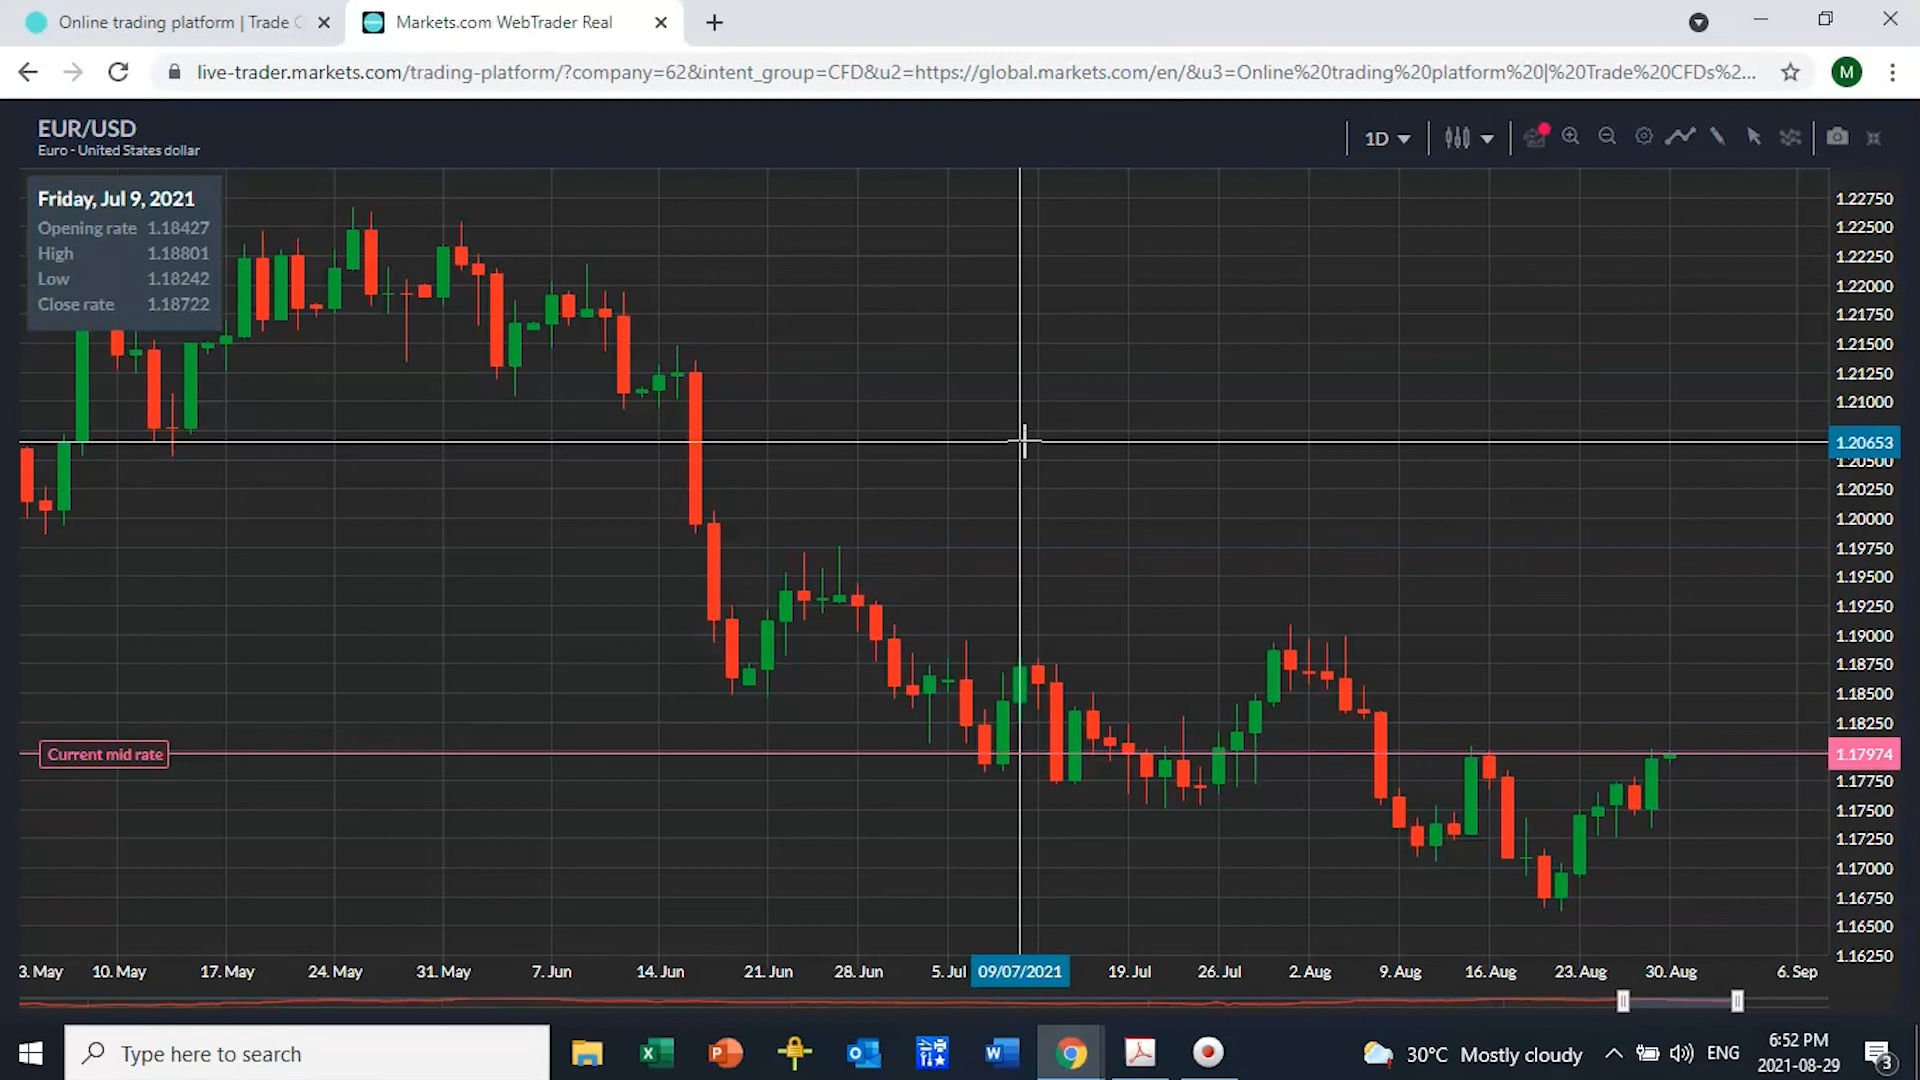 Online trading platform | Trade C
Markets.com WebTrader Real
live-trader.markets.com/trading-platform/?company=62&intent_group=CFD&u2=https://global.markets.com/en/&u3=Online%20trading%20platform%20|%20Trade%20CFDs%2...
M
EUR/USD
Euro - United States dollar
1D
Friday, Jul 9, 2021
Opening rate 1.18427
High 1.18801
Low 1.18242
Close rate 1.18722
1.22750
1.22500
1.22250
1.22000
1.21750
1.21500
1.21250
1.21000
1.20653
1.20500
1.20250
1.20000
1.19750
1.19500
1.19250
1.19000
1.18750
1.18500
1.18250
Current mid rate
1.17974
1.17750
1.17500
1.17250
1.17000
1.16750
1.16500
1.16250
3. May 10. May 17. May 24. May 31. May 7. Jun 14. Jun 21. Jun 28. Jun 5. Jul 09/07/2021 19. Jul 26. Jul 2. Aug 9. Aug 16. Aug 23. Aug 30. Aug 6. Sep
Type here to search
30°C Mostly cloudy
ENG
6:52 PM
2021-08-29
3